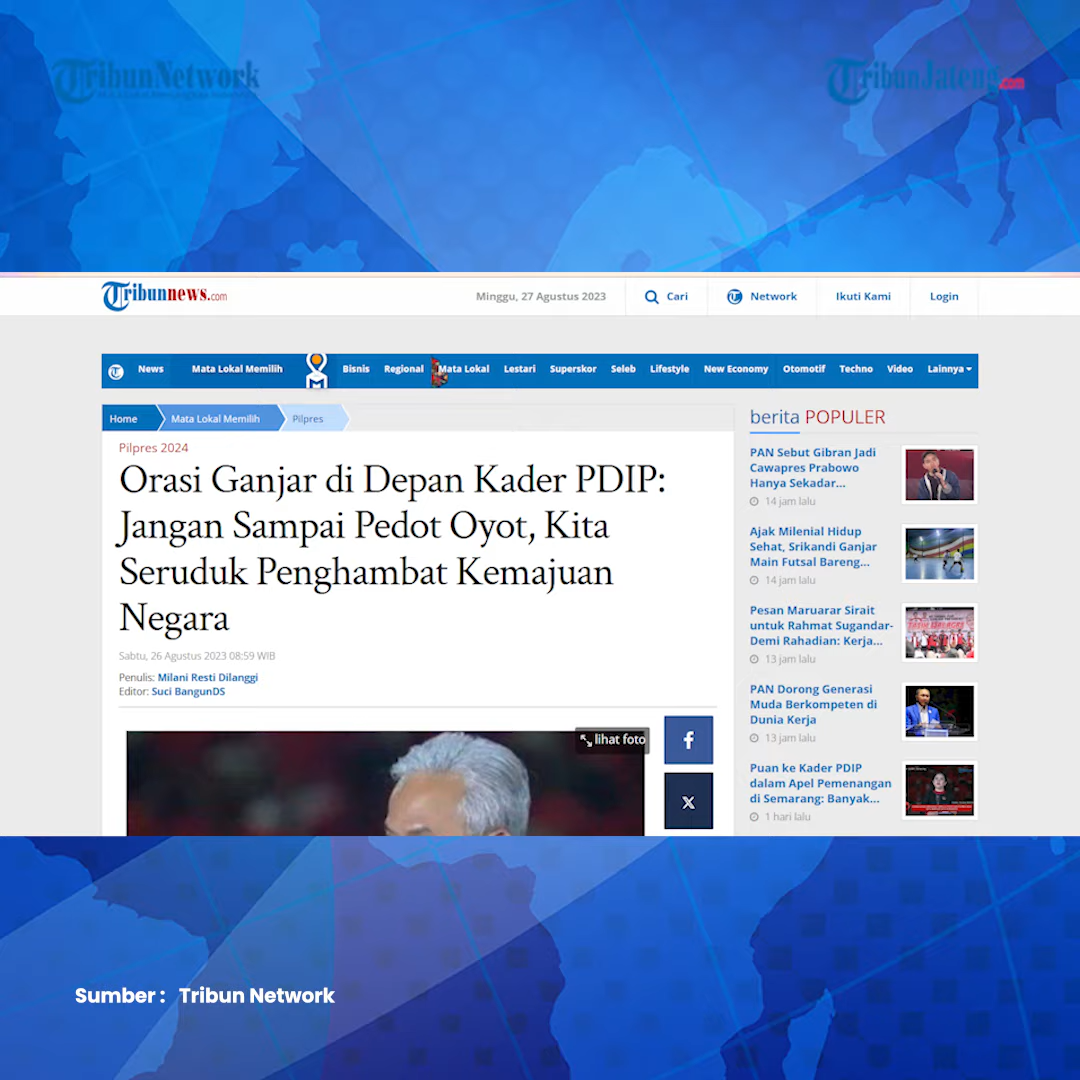 TribunNetwork
TribunJateng.com
Tribunnews.com
Minggu, 27 Agustus 2023
Cari
Network
Ikuti Kami
Login
News
Mata Lokal Memilih
Bisnis
Regional
Mata Lokal
Lestari
Superskor
Seleb
Lifestyle
New Economy
Otomotif
Techno
Video
Lainnya
Home
Mata Lokal Memilih
Pilpres
Pilpres 2024
Orasi Ganjar di Depan Kader PDIP:
Jangan Sampai Pedot Oyot, Kita
Seruduk Penghambat Kemajuan
Negara
Sabtu, 26 Agustus 2023 08:59 WIB
Penulis: Milani Resti Dilanggi
Editor: Suci BangunDS
lihat foto
berita POPULER
PAN Sebut Gibran Jadi
Cawapres Prabowo
Hanya Sekadar...
14 jam lalu
Ajak Milenial Hidup
Sehat, Srikandi Ganjar
Main Futsal Bareng...
14 jam lalu
Pesan Maruarar Sirait
untuk Rahmat Sugandar-
Demi Rahadian: Kerja...
13 jam lalu
PAN Dorong Generasi
Muda Berkompeten di
Dunia Kerja
13 jam lalu
Puan ke Kader PDIP
dalam Apel Pemenangan
di Semarang: Banyak...
1 hari lalu
Sumber : Tribun Network